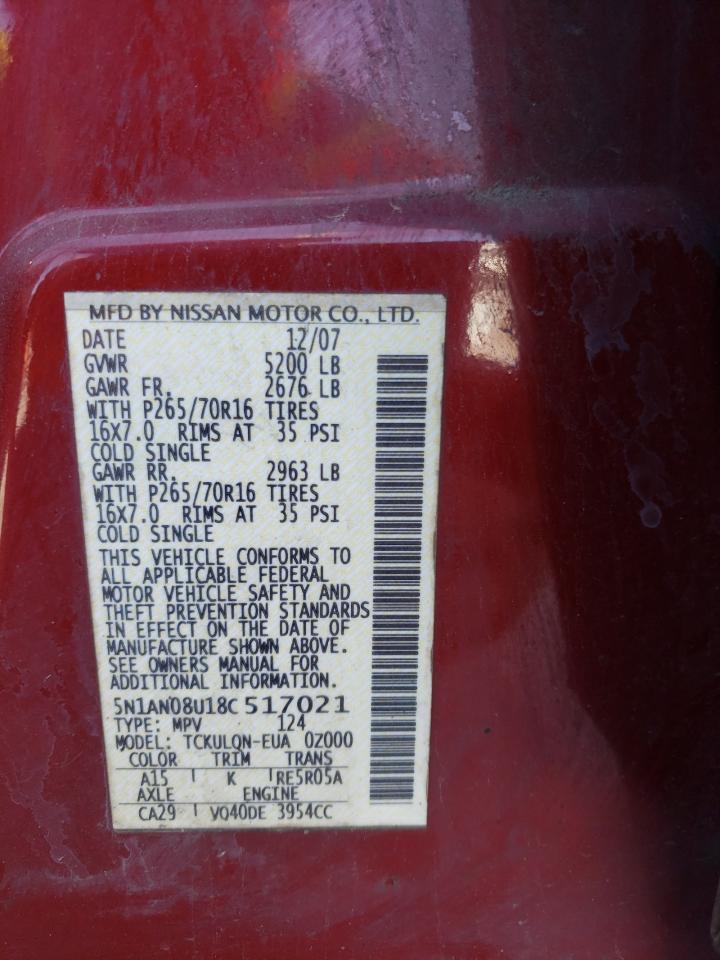 MFD BY NISSAN MOTOR CO., LTD.
DATE 12/07
GVWR 5200 LB
GAWR FR. 2676 LB
WITH P265/70R16 TIRES
16X7.0 RIMS AT 35 PSI
COLD SINGLE
GAWR RR. 2963 LB
WITH P265/70R16 TIRES
16X7.0 RIMS AT 35 PSI
COLD SINGLE
THIS VEHICLE CONFORMS TO
ALL APPLICABLE FEDERAL
MOTOR VEHICLE SAFETY AND
THEFT PREVENTION STANDARDS
IN EFFECT ON THE DATE OF
MANUFACTURE SHOWN ABOVE.
SEE OWNERS MANUAL FOR
ADDITIONAL INFORMATION.
5N1AN08U18C 517021
TYPE: MPV 124
MODEL: TCKULQN-EUA 0Z000
COLOR TRIM TRANS
A15 K RE5R05A
AXLE ENGINE
CA29 VQ40DE 3954CC